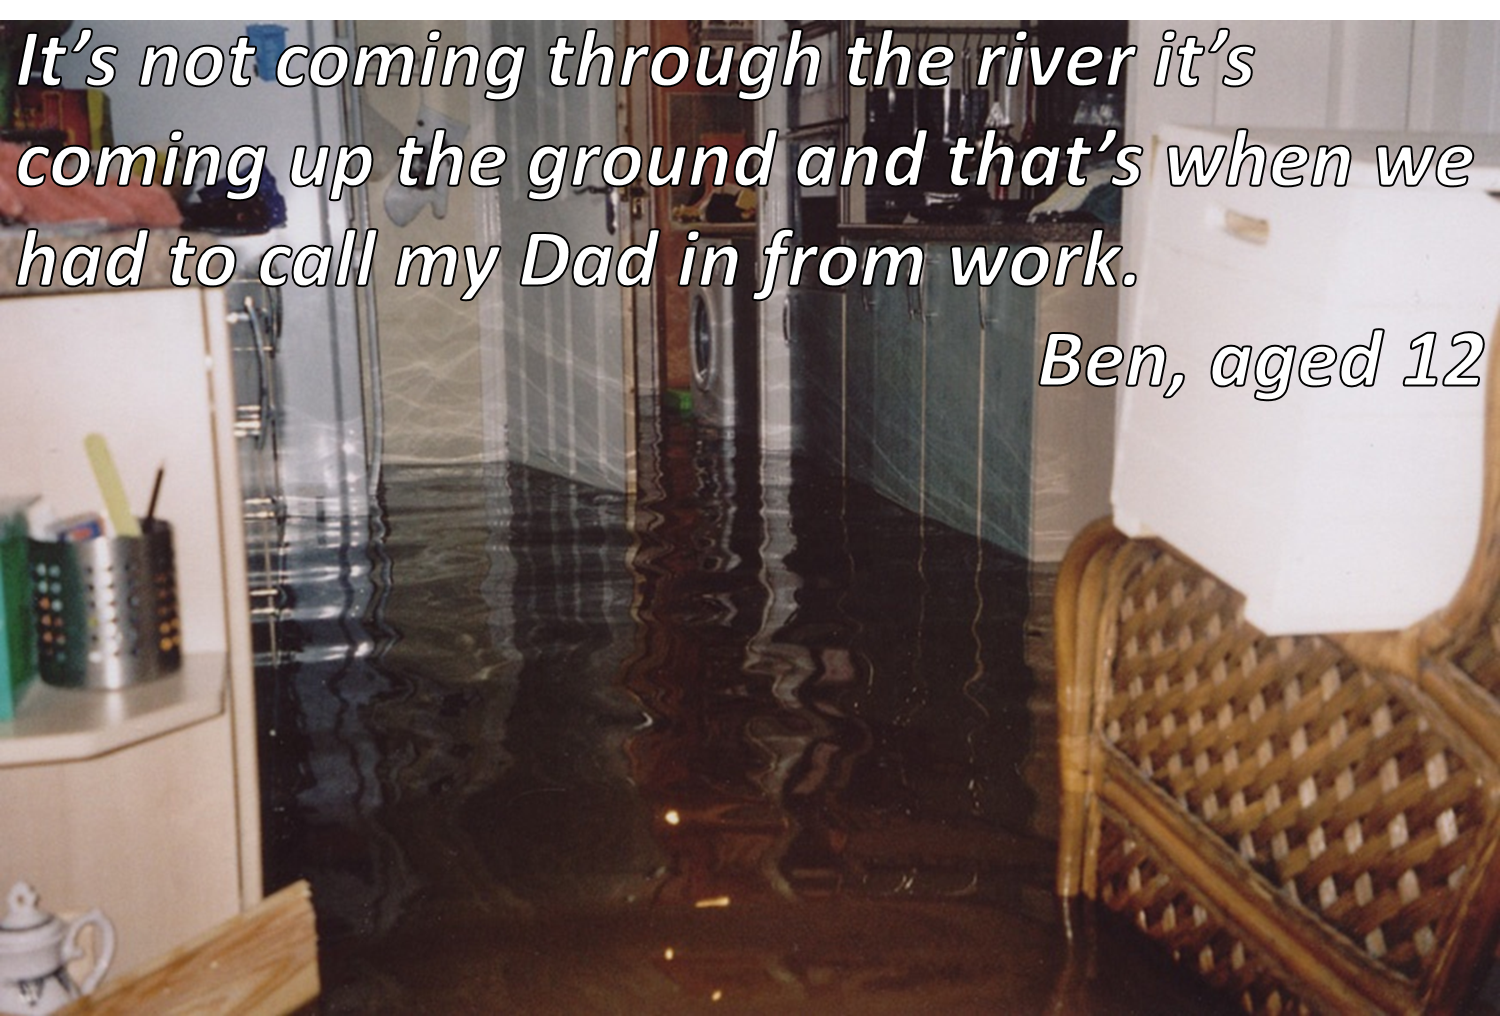 It’s not coming through the river it’s
coming up the ground and that’s when we
had to call my Dad in from work.
Ben, aged 12